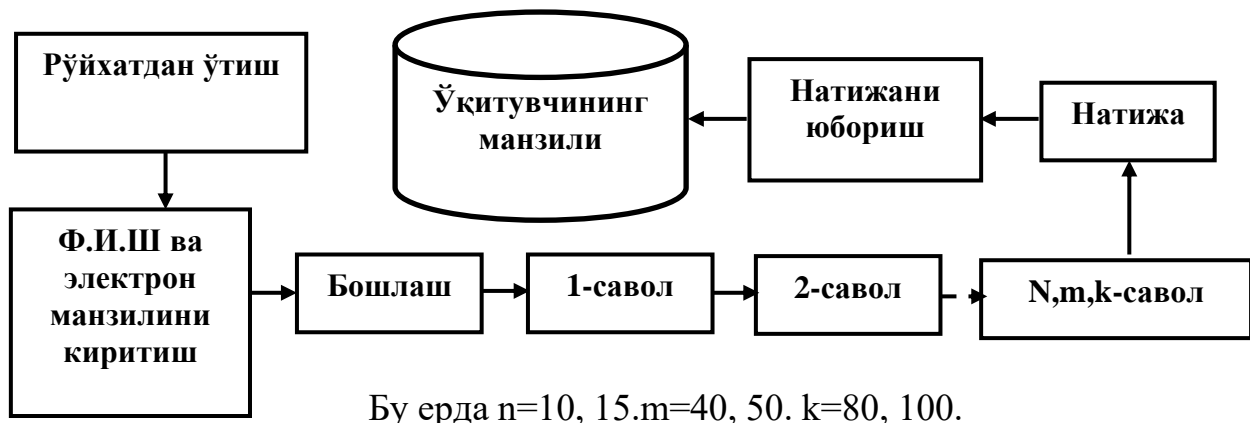 Рўйхатдан ўтиш
Ўқитувчининг
манзили
Натижани
юбориш
Натижа
Ф.И.Ш ва
электрон
манзилини
киритиш
Бошлаш
1-савол
2-савол
N,m,k-савол
Бу ерда n=10, 15.m=40, 50. k=80, 100.